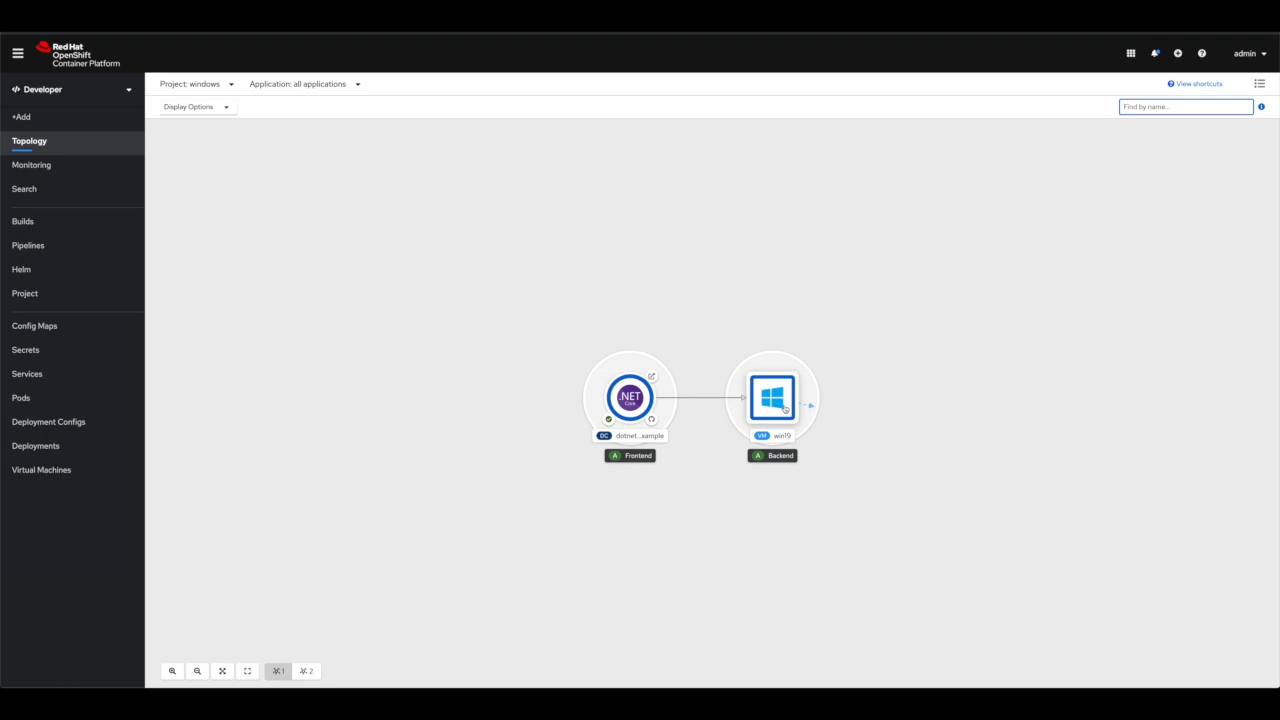 Red Hat
OpenShift
Container Platform
admin
Developer
Project: windows
Application: all applications
View shortcuts
Display Options
Find by name...
+Add
Topology
Monitoring
Search
Builds
Pipelines
Helm
Project
Config Maps
Secrets
Services
Pods
Deployment Configs
Deployments
Virtual Machines
.NET
Core
DC dotnet...xample
A Frontend
VM win19
A Backend
1
2